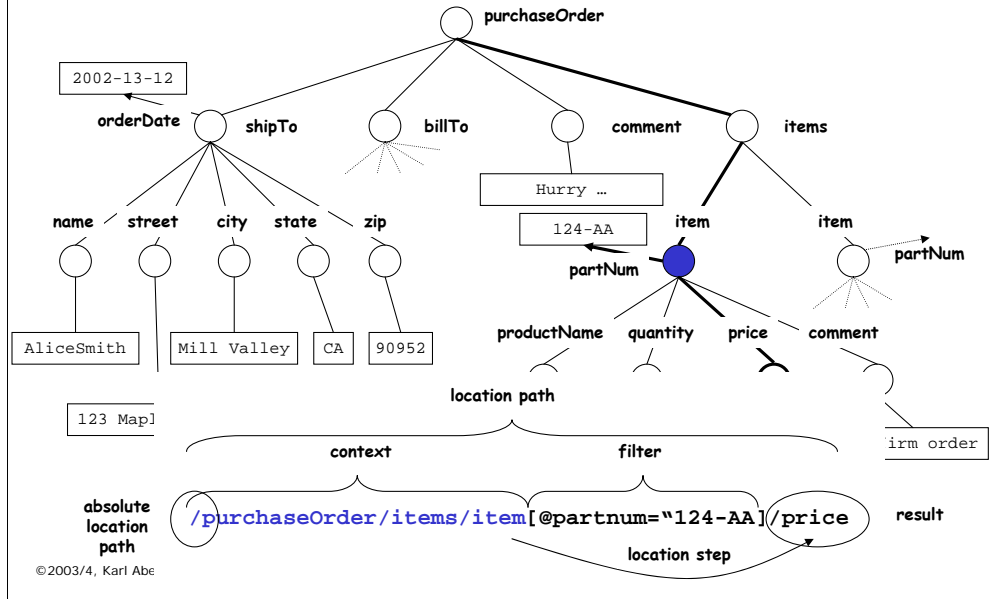 purchaseOrder
2002-13-12
orderDate
shipTo
billTo
comment
items
Hurry …
name
street
city
state
zip
124-AA
item
item
partNum
partNum
productName
quantity
price
comment
AliceSmith
Mill Valley
CA
90952
location path
123
order
context
filter
absolute
location
path
/purchaseOrder/items/item[@partnum=“124-AA]/price
result
location step
©2003/4, Karl